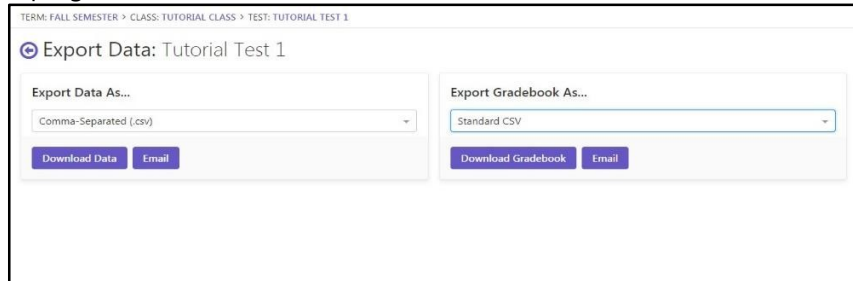 TERM: FALL SEMESTER > CLASS: TUTORIAL CLASS > TEST: TUTORIAL TEST 1
Export Data: Tutorial Test 1
Export Data As...
Comma-Separated (.csv)
Download Data Email
Export Gradebook As...
Standard CSV
Download Gradebook Email